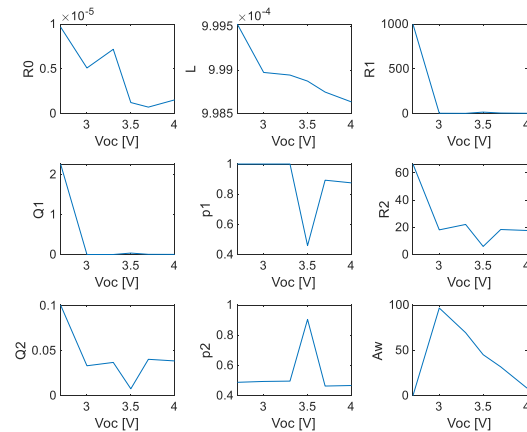 ×10^-5
1
0.5
0
R0
3 3.5 4
Voc [V]
×10^-4
9.995
9.99
9.985
L
3 3.5 4
Voc [V]
1000
500
0
R1
3 3.5 4
Voc [V]
2
1
0
Q1
3 3.5 4
Voc [V]
1
0.8
0.6
0.4
p1
3 3.5 4
Voc [V]
60
40
20
0
R2
3 3.5 4
Voc [V]
0.1
0.05
0
Q2
3 3.5 4
Voc [V]
1
0.8
0.6
0.4
p2
3 3.5 4
Voc [V]
100
50
0
Aw
3 3.5 4
Voc [V]